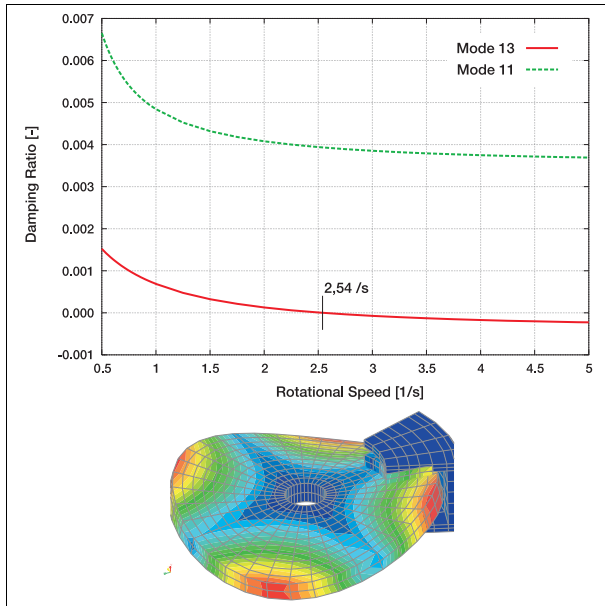 0.007
0.006
0.005
0.004
0.003
0.002
0.001
0.000
-0.001
Damping Ratio [-]
Mode 13
Mode 11
2,54 /s
0.5 1 1.5 2 2.5 3 3.5 4 4.5 5
Rotational Speed [1/s]